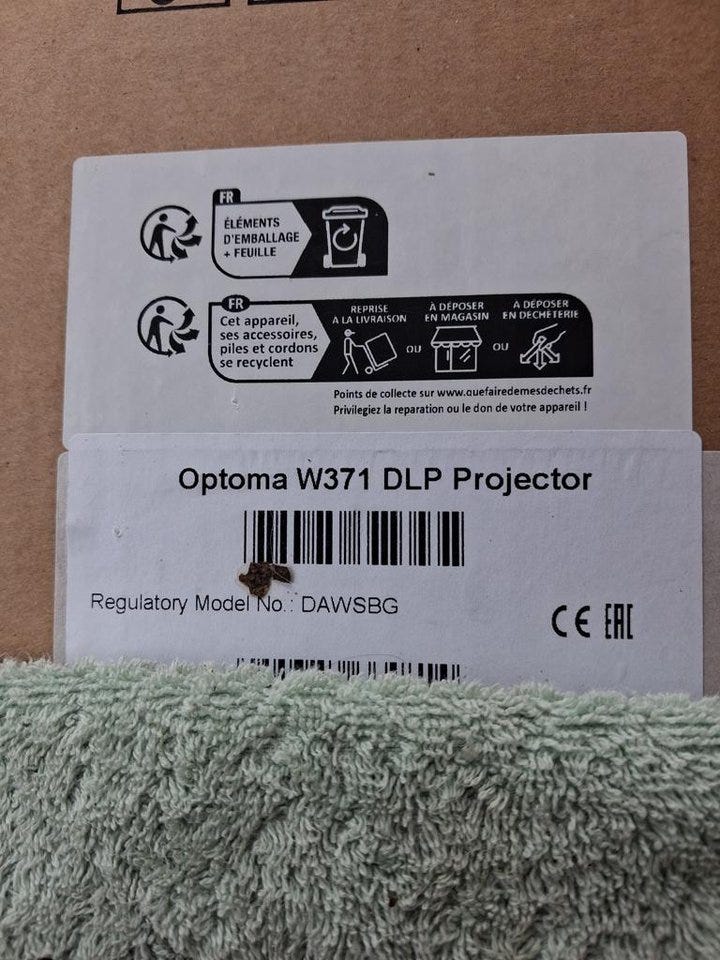 FR
ÉLÉMENTS
D'EMBALLAGE
+ FEUILLE
FR
Cet appareil,
ses accessoires,
piles et cordons
se recyclent
REPRISE
A LA LIVRAISON
OU
À DÉPOSER
EN MAGASIN
OU
À DÉPOSER
EN DECHÈTERIE
Points de collecte sur www.quefairedemesdechets.fr
Privilegiez la reparation ou le don de votre appareil !
Optoma W371 DLP Projector
Regulatory Model No.: DAWSBG
CE EAC